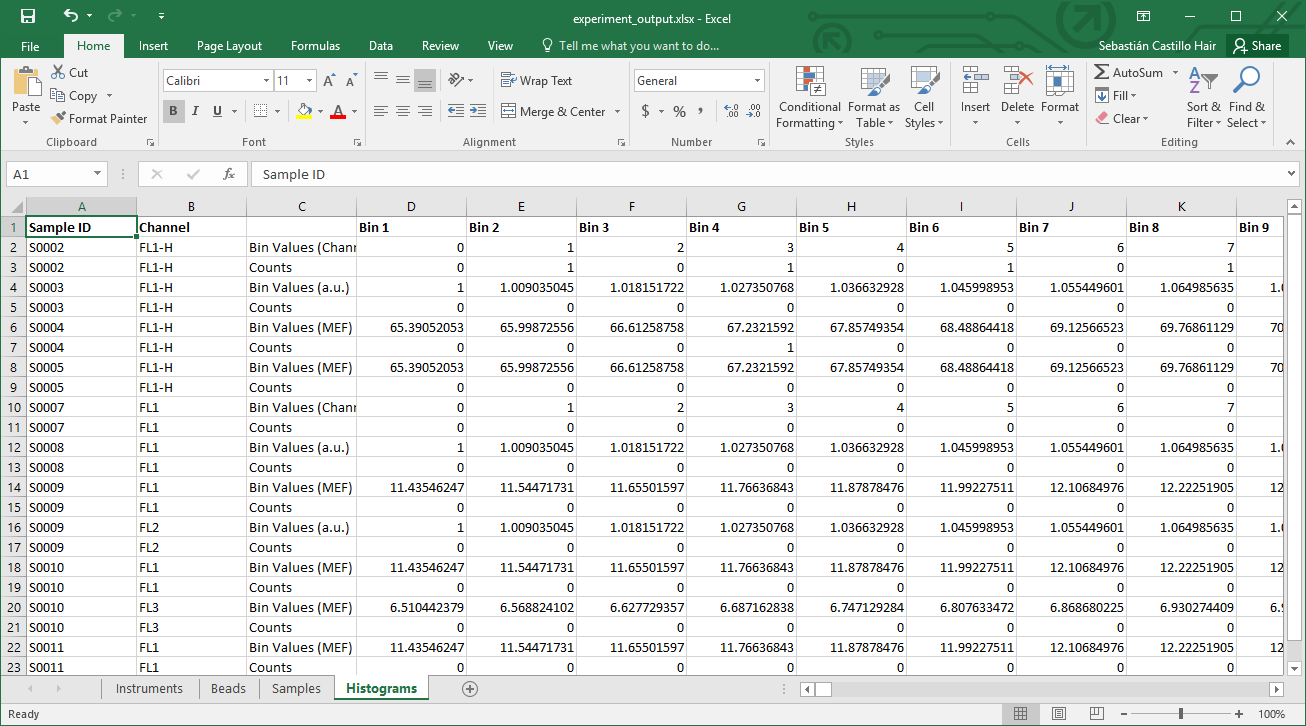 experiment_output.xlsx - Excel
File Home Insert Page Layout Formulas Data Review View Tell me what you want to do... Sebastián Castillo Hair Share
Paste Cut Copy Format Painter Clipboard
Calibri 11 B I U A A A Font
Wrap Text Merge & Center Alignment
General $ % , .0 .00 .00 .0 Number
Conditional Formatting Format as Table Cell Styles Styles
Insert Delete Format Cells
AutoSum Fill Clear Sort & Filter Find & Select Editing
A1 fx Sample ID
A B C D E F G H I J K
1 Sample ID Channel Bin 1 Bin 2 Bin 3 Bin 4 Bin 5 Bin 6 Bin 7 Bin 8 Bin 9
2 S0002 FL1-H Bin Values (Chanr 0 1 2 3 4 5 6 7
3 S0002 FL1-H Counts 0 1 0 1 0 1 0 1
4 S0003 FL1-H Bin Values (a.u.) 1 1.009035045 1.018151722 1.027350768 1.036632928 1.045998953 1.055449601 1.064985635 1.0
5 S0003 FL1-H Counts 0 0 0 0 0 0 0 0
6 S0004 FL1-H Bin Values (MEF) 65.39052053 65.99872556 66.61258758 67.2321592 67.85749354 68.48864418 69.12566523 69.76861129 70
7 S0004 FL1-H Counts 0 0 0 1 0 0 0 0
8 S0005 FL1-H Bin Values (MEF) 65.39052053 65.99872556 66.61258758 67.2321592 67.85749354 68.48864418 69.12566523 69.76861129 70
9 S0005 FL1-H Counts 0 0 0 0 0 0 0 0
10 S0007 FL1 Bin Values (Chanr 0 1 2 3 4 5 6 7
11 S0007 FL1 Counts 0 0 0 0 0 0 0 0
12 S0008 FL1 Bin Values (a.u.) 1 1.009035045 1.018151722 1.027350768 1.036632928 1.045998953 1.055449601 1.064985635 1.0
13 S0008 FL1 Counts 0 0 0 0 0 0 0 0
14 S0009 FL1 Bin Values (MEF) 11.43546247 11.54471731 11.65501597 11.76636843 11.87878476 11.99227511 12.10684976 12.22251905 12
15 S0009 FL1 Counts 0 0 0 0 0 0 0 0
16 S0009 FL2 Bin Values (a.u.) 1 1.009035045 1.018151722 1.027350768 1.036632928 1.045998953 1.055449601 1.064985635 1.0
17 S0009 FL2 Counts 0 0 0 0 0 0 0 0
18 S0010 FL1 Bin Values (MEF) 11.43546247 11.54471731 11.65501597 11.76636843 11.87878476 11.99227511 12.10684976 12.22251905 12
19 S0010 FL1 Counts 0 0 0 0 0 0 0 0
20 S0010 FL3 Bin Values (MEF) 6.510442379 6.568824102 6.627729357 6.687162838 6.747129284 6.807633472 6.868680225 6.930274409 6.9
21 S0010 FL3 Counts 0 0 0 0 0 0 0 0
22 S0011 FL1 Bin Values (MEF) 11.43546247 11.54471731 11.65501597 11.76636843 11.87878476 11.99227511 12.10684976 12.22251905 12
23 S0011 FL1 Counts 0 0 0 0 0 0 0 0
Instruments Beads Samples Histograms
Ready 100%